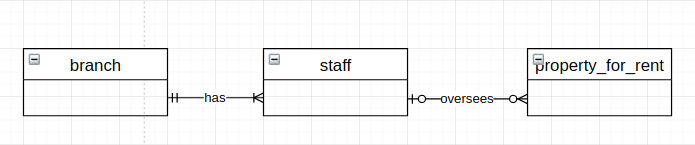 branch
staff
property_for_rent
has
oversees